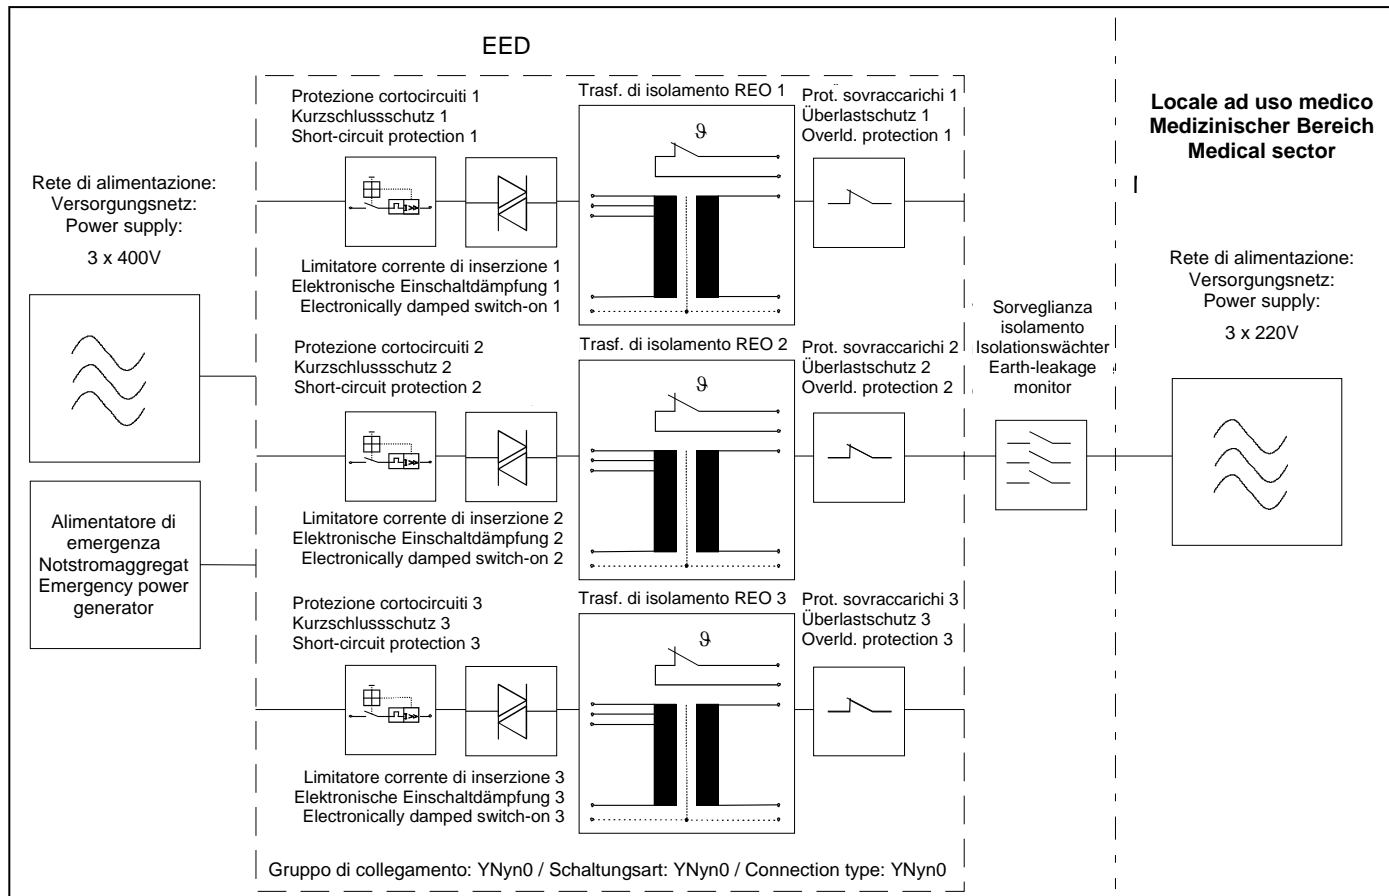 EED
Rete di alimentazione:
Versorgungsnetz:
Power supply:
3 x 400V
Alimentatore di
emergenza
Notstromaggregat
Emergency power
generator
Protezione cortocircuiti 1
Kurzschlussschutz 1
Short-circuit protection 1
Trasf. di isolamento REO 1
ϑ
Prot. sovraccarichi 1
Überlastschutz 1
Overld. protection 1
Limitatore corrente di inserzione 1
Elektronische Einschaltdämpfung 1
Electronically damped switch-on 1
Protezione cortocircuiti 2
Kurzschlussschutz 2
Short-circuit protection 2
Trasf. di isolamento REO 2
ϑ
Prot. sovraccarichi 2
Überlastschutz 2
Overld. protection 2
Limitatore corrente di inserzione 2
Elektronische Einschaltdämpfung 2
Electronically damped switch-on 2
Protezione cortocircuiti 3
Kurzschlussschutz 3
Short-circuit protection 3
Trasf. di isolamento REO 3
ϑ
Prot. sovraccarichi 3
Überlastschutz 3
Overld. protection 3
Limitatore corrente di inserzione 3
Elektronische Einschaltdämpfung 3
Electronically damped switch-on 3
Gruppo di collegamento: YNyn0 / Schaltungsart: YNyn0 / Connection type: YNyn0
Sorveglianza
isolamento
Isolationswächter
Earth-leakage
monitor
Locale ad uso medico
Medizinischer Bereich
Medical sector
Rete di alimentazione:
Versorgungsnetz:
Power supply:
3 x 220V